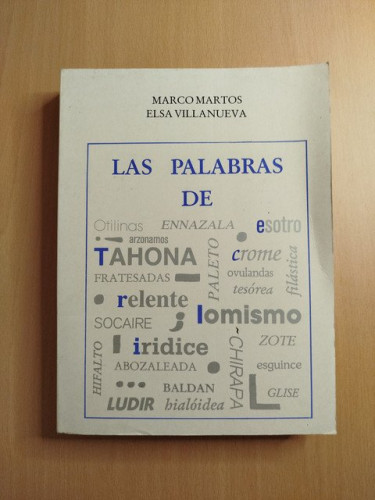 MARCO MARTOS
ELSA VILLANUEVA
LAS PALABRAS
DE
Otilinas ENNAZALA esotro
arzonamos
TAHONA PALETO crome filástica
FRATESADAS ovulandas
relente tesórea
SOCAIRE lomismo
HIFALTO iridice CHIRAPA ZOTE
ABOZALEADA esguince
BALDAN GLISE
LUDIR bialóidea